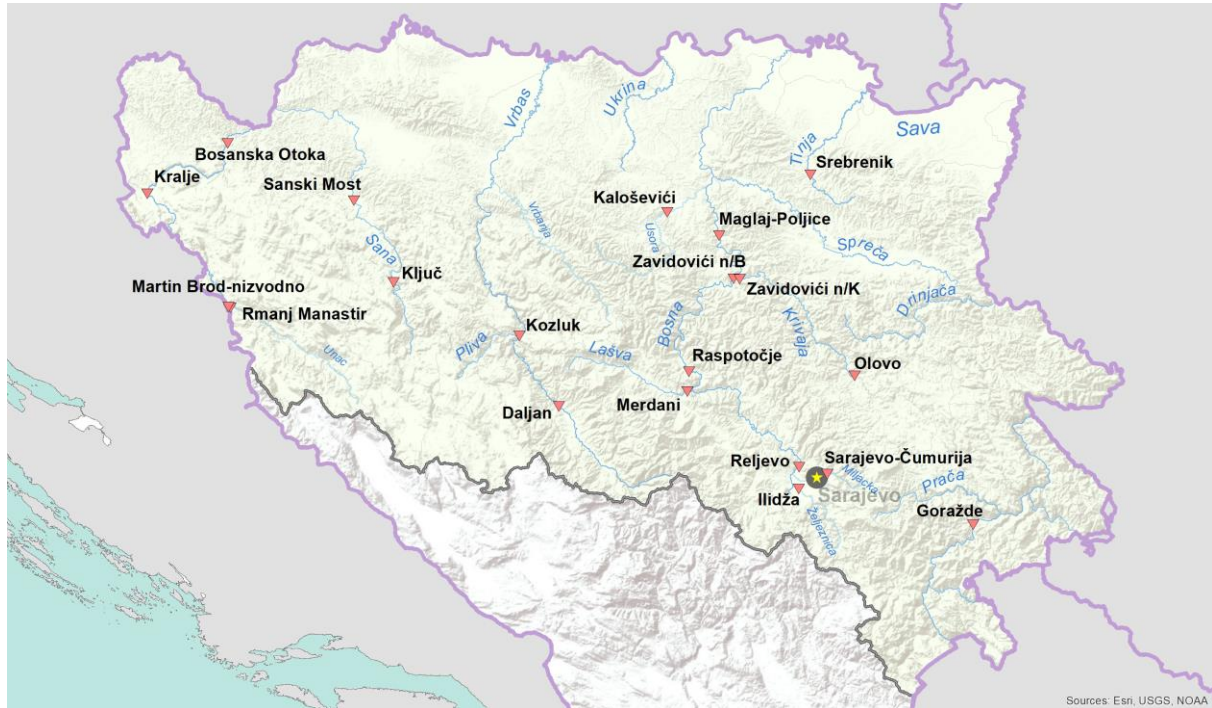 Vrbas
Ukrina
Sava
Tinja
Bosanska Otoka
Srebrenik
Kralje
Sanski Most
Kaloševići
Vrbanja
Maglaj-Poljice
Usora
Spreča
Sana
Zavidovići n/B
Ključ
Zavidovići n/K
Martin Brod-nizvodno
Drinjača
Rmanj Manastir
Kozluk
Bosna
Krivaja
Pliva
Lašva
Unac
Raspotočje
Olovo
Daljan
Merdani
Reljevo
Sarajevo-Čumurija
Miljacka
Prača
Ilidža
Sarajevo
Goražde
Željeznica
Sources: Esri, USGS, NOAA